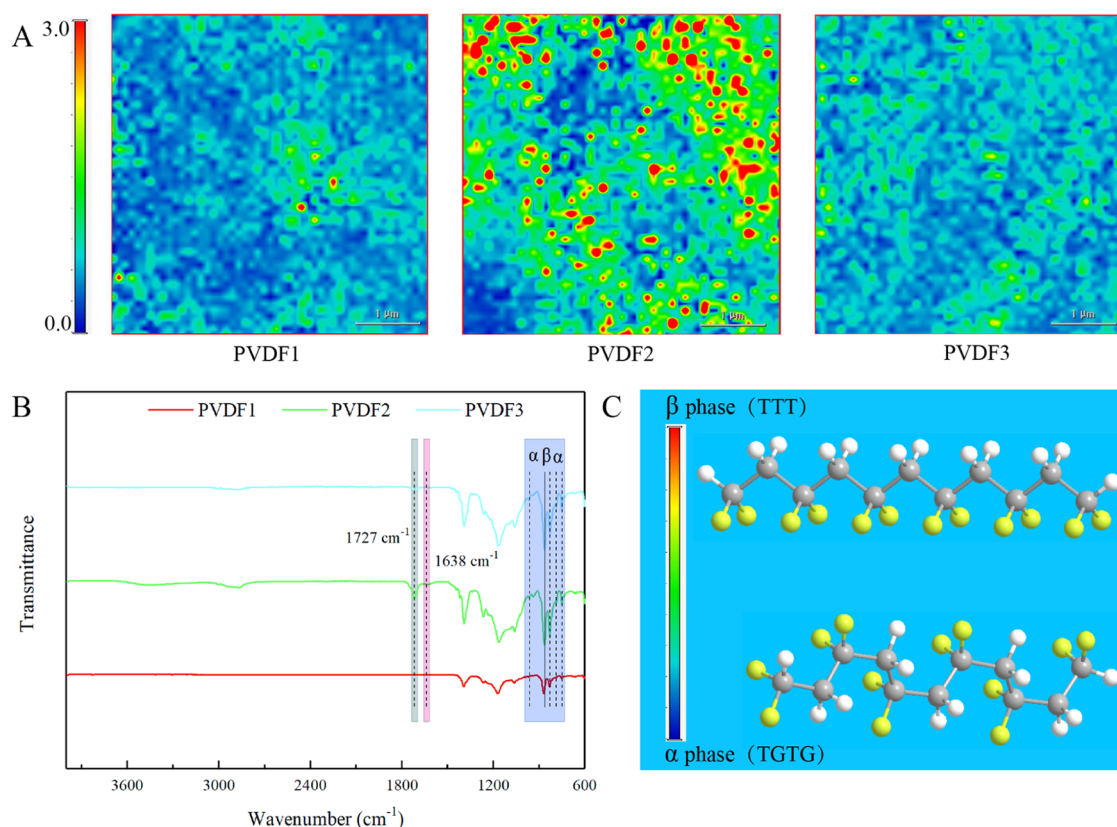 A
3.0
0.0
1 μm
1 μm
1 μm
PVDF1
PVDF2
PVDF3
B
PVDF1
PVDF2
PVDF3
α
β
α
1727 cm⁻¹
1638 cm⁻¹
Transmittance
3600
3000
2400
1800
1200
600
Wavenumber (cm⁻¹)
C
β phase（TTT）
α phase（TGTG）